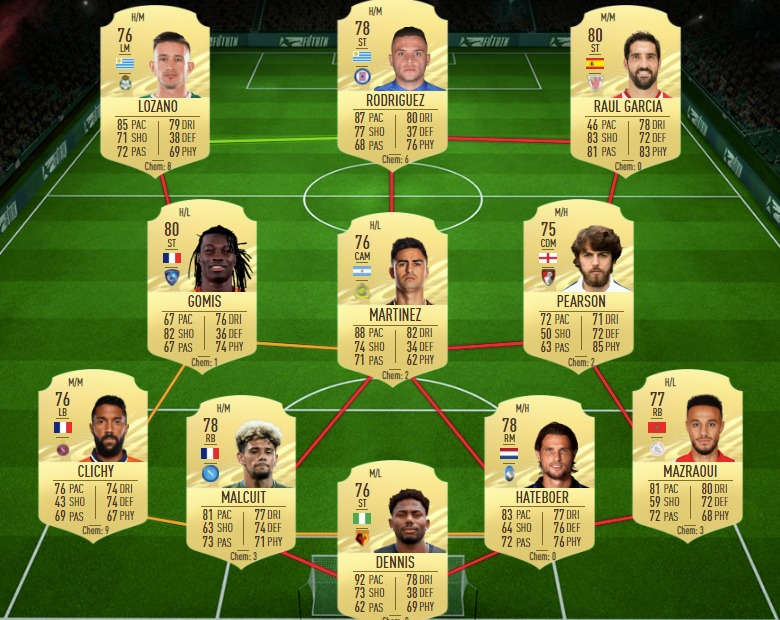 H/M
76
LM
LOZANO
85 PAC 79 DRI
71 SHO 38 DEF
72 PAS 69 PHY
Chem: 8
H/M
78
ST
RODRIGUEZ
87 PAC 80 DRI
77 SHO 37 DEF
68 PAS 76 PHY
Chem: 6
M/M
80
ST
RAUL GARCIA
46 PAC 78 DRI
83 SHO 72 DEF
81 PAS 83 PHY
Chem: 0
H/L
80
ST
GOMIS
67 PAC 76 DRI
82 SHO 36 DEF
67 PAS 74 PHY
Chem: 1
H/L
76
CAM
MARTINEZ
88 PAC 82 DRI
74 SHO 34 DEF
71 PAS 62 PHY
Chem: 2
M/H
75
CDM
PEARSON
72 PAC 71 DRI
50 SHO 72 DEF
63 PAS 85 PHY
Chem: 2
M/M
76
LB
CLICHY
76 PAC 74 DRI
43 SHO 74 DEF
69 PAS 67 PHY
Chem: 9
H/M
78
RB
MALCUIT
81 PAC 77 DRI
63 SHO 74 DEF
73 PAS 71 PHY
Chem: 3
M/L
76
ST
DENNIS
92 PAC 78 DRI
73 SHO 38 DEF
62 PAS 69 PHY
M/H
78
RM
HATEBOER
83 PAC 77 DRI
64 SHO 76 DEF
72 PAS 76 PHY
Chem: 0
H/L
77
RB
MAZRAOUI
81 PAC 80 DRI
59 SHO 72 DEF
72 PAS 68 PHY
Chem: 3